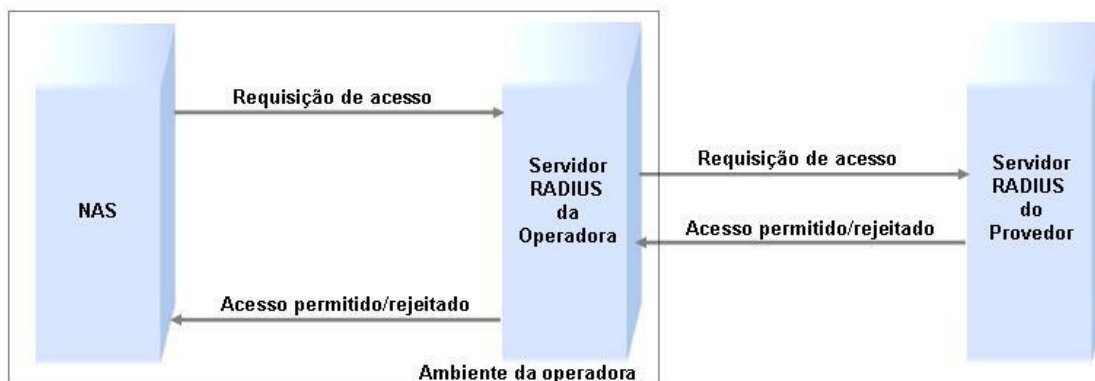 Requisição de acesso
NAS
Servidor
RADIUS
da
Operadora
Requisição de acesso
Acesso permitido/rejeitado
Servidor
RADIUS
do
Provedor
Acesso permitido/rejeitado
Ambiente da operadora